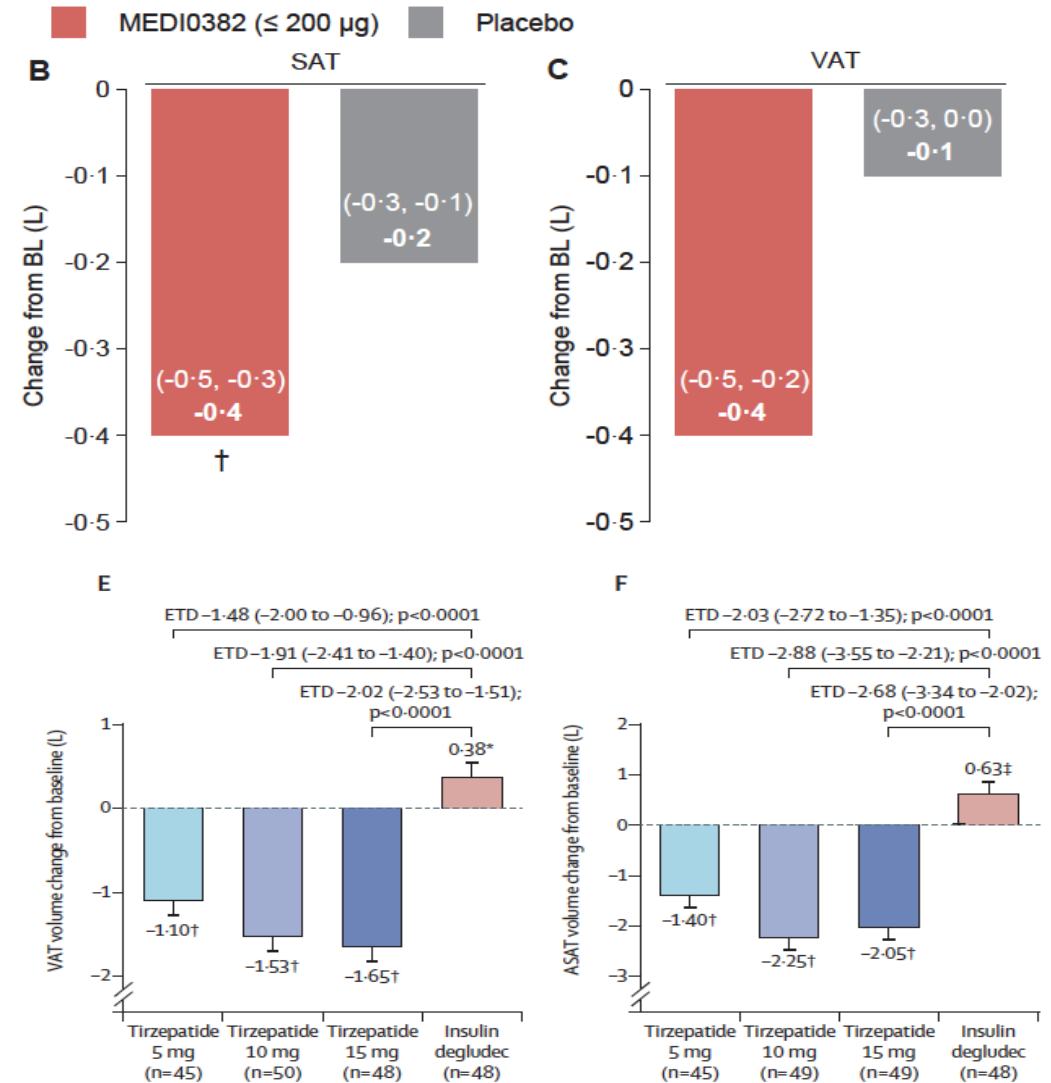 MEDI0382 (≤ 200 µg) Placebo
B
SAT
Change from BL (L)
0
-0·1
-0·2
-0·3
-0·4
-0·5
(-0·5, -0·3)
-0·4
†
(-0·3, -0·1)
-0·2
C
VAT
Change from BL (L)
0
-0·1
-0·2
-0·3
-0·4
-0·5
(-0·5, -0·2)
-0·4
(-0·3, 0·0)
-0·1
E
ETD –1·48 (–2·00 to –0·96); p<0·0001
ETD –1·91 (–2·41 to –1·40); p<0·0001
ETD –2·02 (–2·53 to –1·51);
p<0·0001
VAT volume change from baseline (L)
1
0
–1
–2
–1·10†
–1·53†
–1·65†
0·38*
Tirzepatide
5 mg
(n=45)
Tirzepatide
10 mg
(n=50)
Tirzepatide
15 mg
(n=48)
Insulin
degludec
(n=48)
F
ETD –2·03 (–2·72 to –1·35); p<0·0001
ETD –2·88 (–3·55 to –2·21); p<0·0001
ETD –2·68 (–3·34 to –2·02);
p<0·0001
ASAT volume change from baseline (L)
2
1
0
–1
–2
–3
–1·40†
–2·25†
–2·05†
0·63‡
Tirzepatide
5 mg
(n=45)
Tirzepatide
10 mg
(n=49)
Tirzepatide
15 mg
(n=49)
Insulin
degludec
(n=48)